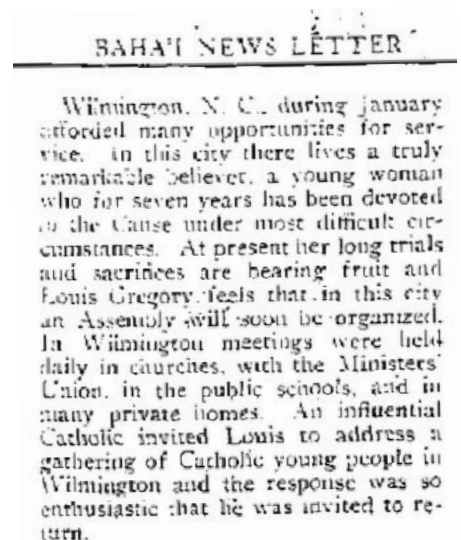 BAHA'I NEWS LETTER
Wilmington, N. C., during January
afforded many opportunities for ser-
vice. In this city there lives a truly
remarkable believer, a young woman
who for seven years has been devoted
to the Cause under most difficult cir-
cumstances. At present her long trials
and sacrifices are bearing fruit and
Louis Gregory feels that in this city
an Assembly will soon be organized.
In Wilmington meetings were held
daily in churches, with the Ministers'
Union, in the public schools, and in
many private homes. An influential
Catholic invited Louis to address a
gathering of Catholic young people in
Wilmington and the response was so
enthusiastic that he was invited to re-
turn.